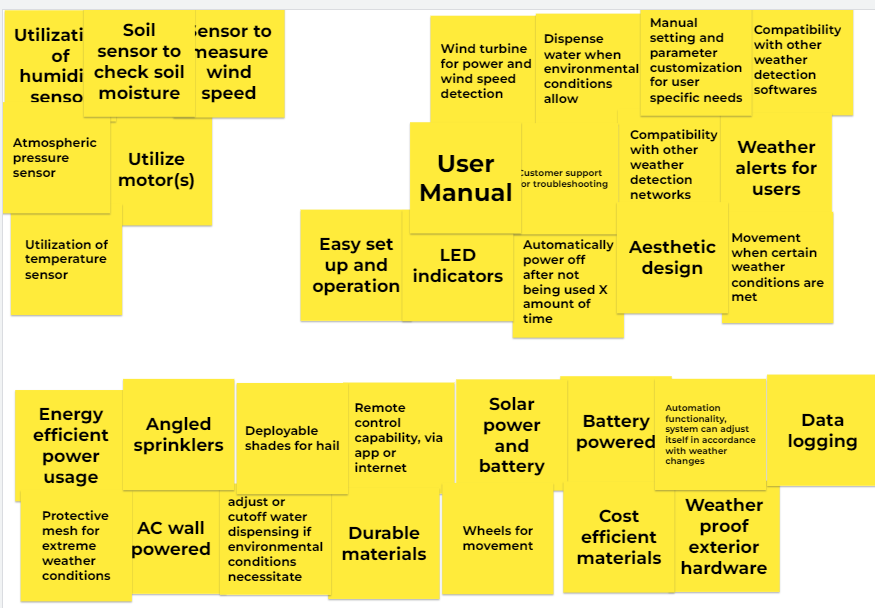 Utilizati
of
humidi
senso
Soil
sensor to
check soil
moisture
Sensor to
measure
wind
speed
Atmospheric
pressure
sensor
Utilize
motor(s)
Utilization of
temperature
sensor
Wind turbine
for power and
wind speed
detection
Dispense
water when
environmental
conditions
allow
Manual
setting and
parameter
customization
for user
specific needs
Compatibility
with other
weather
detection
softwares
User
Manual
Customer support
or troubleshooting
Compatibility
with other
weather
detection
networks
Weather
alerts for
users
Easy set
up and
operation
LED
indicators
Automatically
power off
after not
being used X
amount of
time
Aesthetic
design
Movement
when certain
weather
conditions are
met
Energy
efficient
power
usage
Angled
sprinklers
Deployable
shades for hail
Remote
control
capability, via
app or
internet
Solar
power
and
battery
Battery
powered
Automation
functionality,
system can adjust
itself in accordance
with weather
changes
Data
logging
Protective
mesh for
extreme
weather
conditions
AC wall
powered
adjust or
cutoff water
dispensing if
environmental
conditions
necessitate
Durable
materials
Wheels for
movement
Cost
efficient
materials
Weather
proof
exterior
hardware